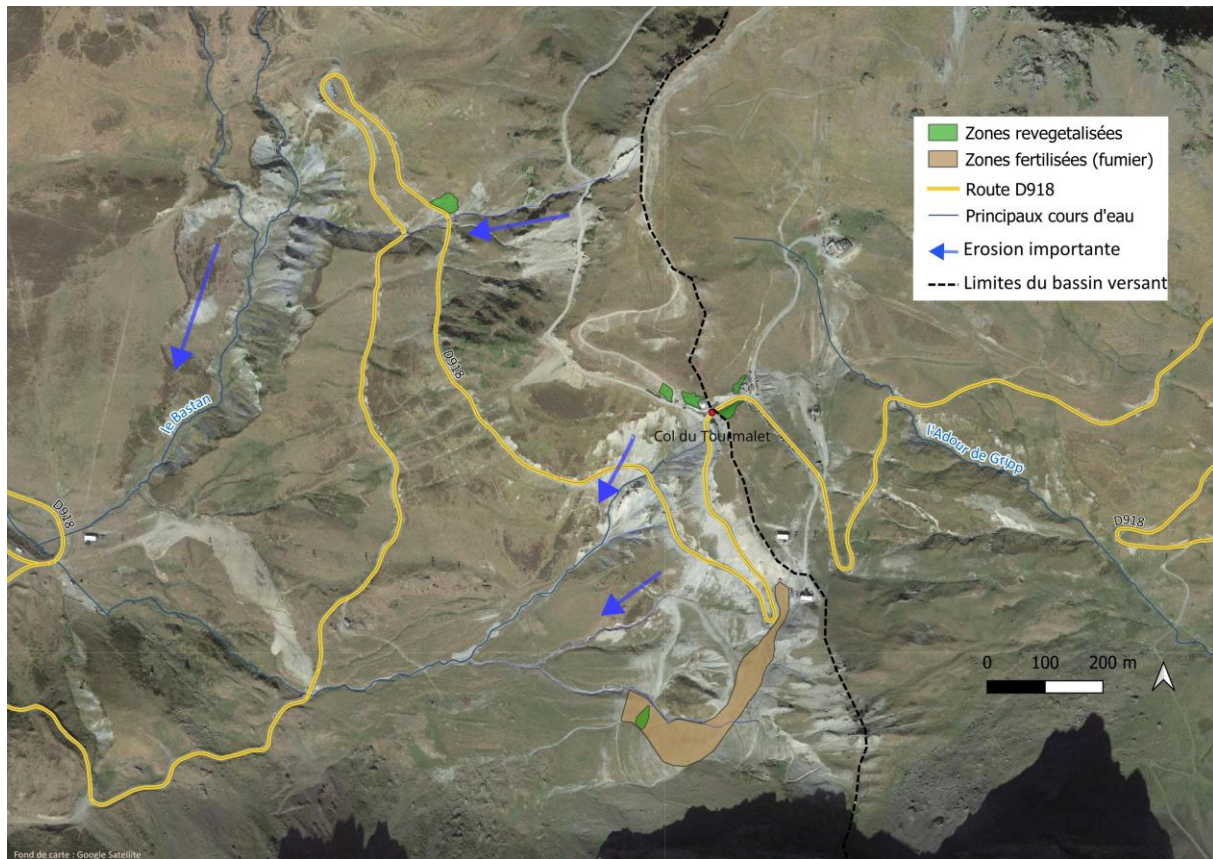 Zones revegetalisées
Zones fertilisées (fumier)
Route D918
Principaux cours d'eau
Erosion importante
Limites du bassin versant
D918
le Bastan
Col du Tourmalet
l'Adour de Gripp
D918
D918
0 100 200 m
Fond de carte : Google Satellite